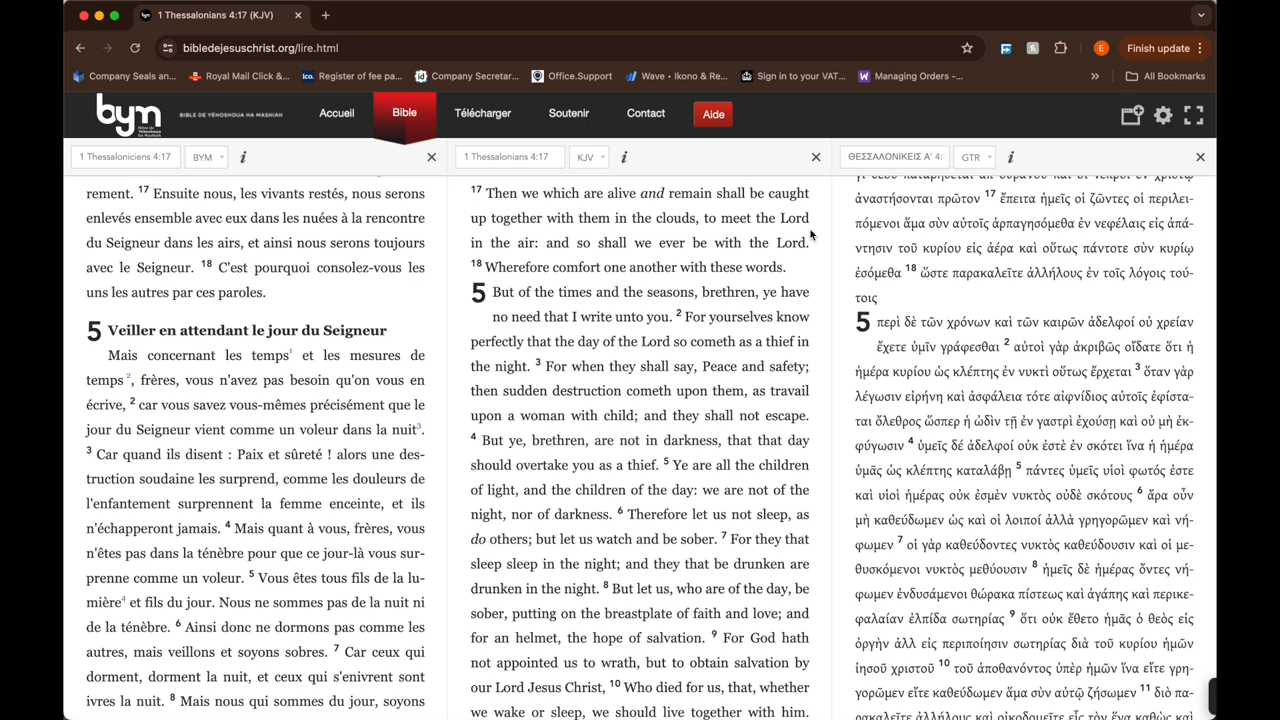 1 Thessalonians 4:17 (KJV)
bibledejesuschrist.org/lire.html
E
Finish update
Company Seals an...
Royal Mail Click &...
ico.
Register of fee pa...
Company Secretar...
Office.Support
Wave • Ikono & Re...
Sign in to your VAT...
Managing Orders –...
All Bookmarks
bym
BIBLE DE YÉHOSHOUA HA MASHIAH
Accueil
Bible
Télécharger
Soutenir
Contact
Aide
1 Thessaloniciens 4:17
BYM
1 Thessalonians 4:17
KJV
ΘΕΣΣΑΛΟΝΙΚΕΙΣ Α′ 4:
GTR
rement. 17 Ensuite nous, les vivants restés, nous serons
enlevés ensemble avec eux dans les nuées à la rencontre
du Seigneur dans les airs, et ainsi nous serons toujours
avec le Seigneur. 18 C'est pourquoi consolez-vous les
uns les autres par ces paroles.
5 Veiller en attendant le jour du Seigneur
Mais concernant les temps1 et les mesures de
temps 2, frères, vous n'avez pas besoin qu'on vous en
écrive, 2 car vous savez vous-mêmes précisément que le
jour du Seigneur vient comme un voleur dans la nuit3.
3 Car quand ils disent : Paix et sûreté ! alors une des-
truction soudaine les surprend, comme les douleurs de
l'enfantement surprennent la femme enceinte, et ils
n'échapperont jamais. 4 Mais quant à vous, frères, vous
n'êtes pas dans la ténèbre pour que ce jour-là vous sur-
prenne comme un voleur. 5 Vous êtes tous fils de la lu-
mière4 et fils du jour. Nous ne sommes pas de la nuit ni
de la ténèbre. 6 Ainsi donc ne dormons pas comme les
autres, mais veillons et soyons sobres. 7 Car ceux qui
dorment, dorment la nuit, et ceux qui s'enivrent sont
ivres la nuit. 8 Mais nous qui sommes du jour, soyons
17 Then we which are alive and remain shall be caught
up together with them in the clouds, to meet the Lord
in the air: and so shall we ever be with the Lord.
18 Wherefore comfort one another with these words.
5 But of the times and the seasons, brethren, ye have
no need that I write unto you. 2 For yourselves know
perfectly that the day of the Lord so cometh as a thief in
the night. 3 For when they shall say, Peace and safety;
then sudden destruction cometh upon them, as travail
upon a woman with child; and they shall not escape.
4 But ye, brethren, are not in darkness, that that day
should overtake you as a thief. 5 Ye are all the children
of light, and the children of the day: we are not of the
night, nor of darkness. 6 Therefore let us not sleep, as
do others; but let us watch and be sober. 7 For they that
sleep sleep in the night; and they that be drunken are
drunken in the night. 8 But let us, who are of the day, be
sober, putting on the breastplate of faith and love; and
for an helmet, the hope of salvation. 9 For God hath
not appointed us to wrath, but to obtain salvation by
our Lord Jesus Christ, 10 Who died for us, that, whether
we wake or sleep, we should live together with him.
γῖ θεοῦ καταβήσεται ἀπ οὐρανοῦ καὶ οἱ νεκροὶ ἐν χριστῷ
ἀναστήσονται πρῶτον 17 ἔπειτα ἡμεῖς οἱ ζῶντες οἱ περιλει-
πόμενοι ἅμα σὺν αὐτοῖς ἁρπαγησόμεθα ἐν νεφέλαις εἰς ἀπά-
ντησιν τοῦ κυρίου εἰς ἀέρα καὶ οὕτως πάντοτε σὺν κυρίῳ
ἐσόμεθα 18 ὥστε παρακαλεῖτε ἀλλήλους ἐν τοῖς λόγοις τού-
τοις
5 περὶ δὲ τῶν χρόνων καὶ τῶν καιρῶν ἀδελφοί οὐ χρείαν
ἔχετε ὑμῖν γράφεσθαι 2 αὐτοὶ γὰρ ἀκριβῶς οἴδατε ὅτι ἡ
ἡμέρα κυρίου ὡς κλέπτης ἐν νυκτὶ οὕτως ἔρχεται 3 ὅταν γὰρ
λέγωσιν εἰρήνη καὶ ἀσφάλεια τότε αἰφνίδιος αὐτοῖς ἐφίστα-
ται ὄλεθρος ὥσπερ ἡ ὠδὶν τῇ ἐν γαστρὶ ἐχούσῃ καὶ οὐ μὴ ἐκ-
φύγωσιν 4 ὑμεῖς δέ ἀδελφοί οὐκ ἐστὲ ἐν σκότει ἵνα ἡ ἡμέρα
ὑμᾶς ὡς κλέπτης καταλάβῃ 5 πάντες ὑμεῖς υἱοὶ φωτός ἐστε
καὶ υἱοὶ ἡμέρας οὐκ ἐσμὲν νυκτὸς οὐδὲ σκότους 6 ἄρα οὖν
μὴ καθεύδωμεν ὡς καὶ οἱ λοιποί ἀλλὰ γρηγορῶμεν καὶ νή-
φωμεν 7 οἱ γὰρ καθεύδοντες νυκτὸς καθεύδουσιν καὶ οἱ με-
θυσκόμενοι νυκτὸς μεθύουσιν 8 ἡμεῖς δὲ ἡμέρας ὄντες νή-
φωμεν ἐνδυσάμενοι θώρακα πίστεως καὶ ἀγάπης καὶ περικε-
φαλαίαν ἐλπίδα σωτηρίας 9 ὅτι οὐκ ἔθετο ἡμᾶς ὁ θεὸς εἰς
ὀργὴν ἀλλ εἰς περιποίησιν σωτηρίας διὰ τοῦ κυρίου ἡμῶν
ἰησοῦ χριστοῦ 10 τοῦ ἀποθανόντος ὑπὲρ ἡμῶν ἵνα εἴτε γρη-
γορῶμεν εἴτε καθεύδωμεν ἅμα σὺν αὐτῷ ζήσωμεν 11 διὸ πα-
ρακαλεῖτε ἀλλήλους καὶ οἰκοδομεῖτε εἷς τὸν ἕνα καθὼς καὶ